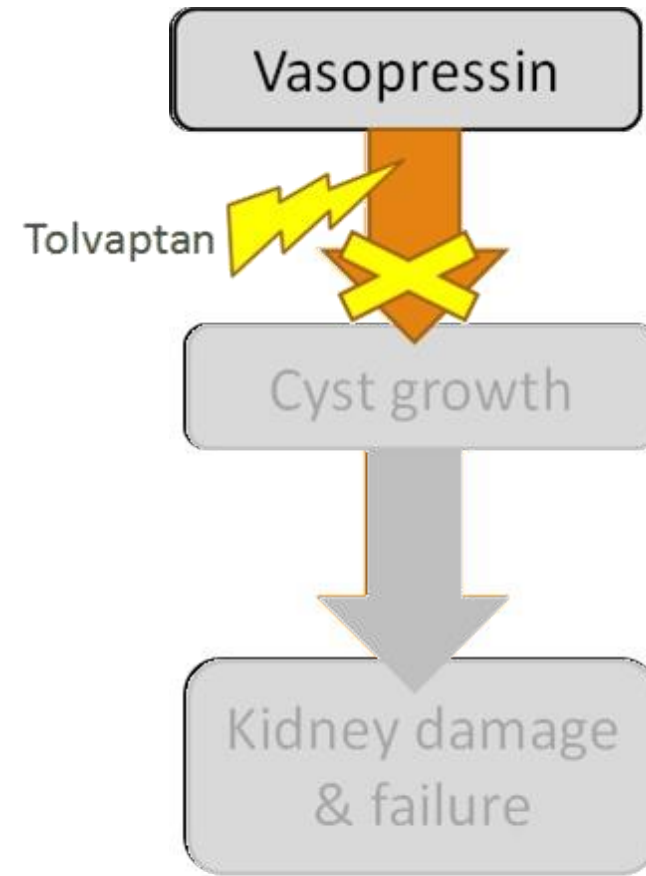 Vasopressin
Tolvaptan
Cyst growth
Kidney damage
& failure